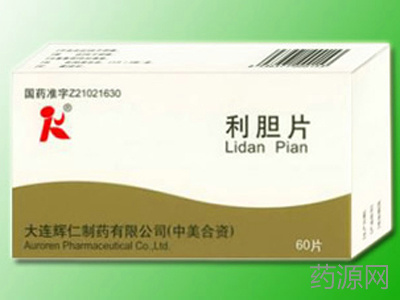 国药准字Z21021630
®
利胆片
Lidan Pian
大连辉仁制药有限公司(中美合资)
Auroren Pharmaceutical Co.,Ltd.
60片
药源网